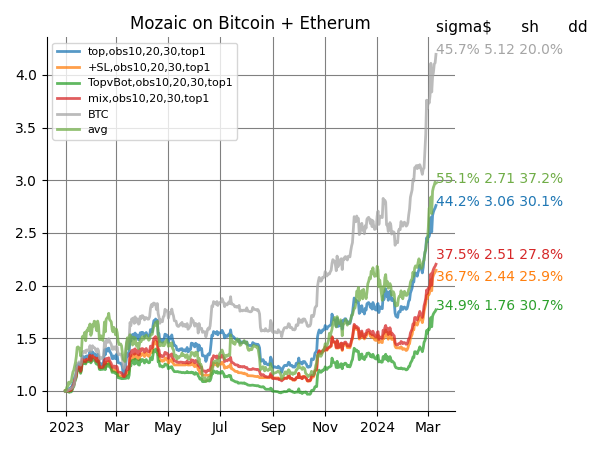 Mozaic on Bitcoin + Etherum
sigma$ sh dd
top,obs10,20,30,top1
+SL,obs10,20,30,top1
TopvBot,obs10,20,30,top1
mix,obs10,20,30,top1
BTC
avg
45.7% 5.12 20.0%
55.1% 2.71 37.2%
44.2% 3.06 30.1%
37.5% 2.51 27.8%
36.7% 2.44 25.9%
34.9% 1.76 30.7%
4.0
3.5
3.0
2.5
2.0
1.5
1.0
2023 Mar May Jul Sep Nov 2024 Mar